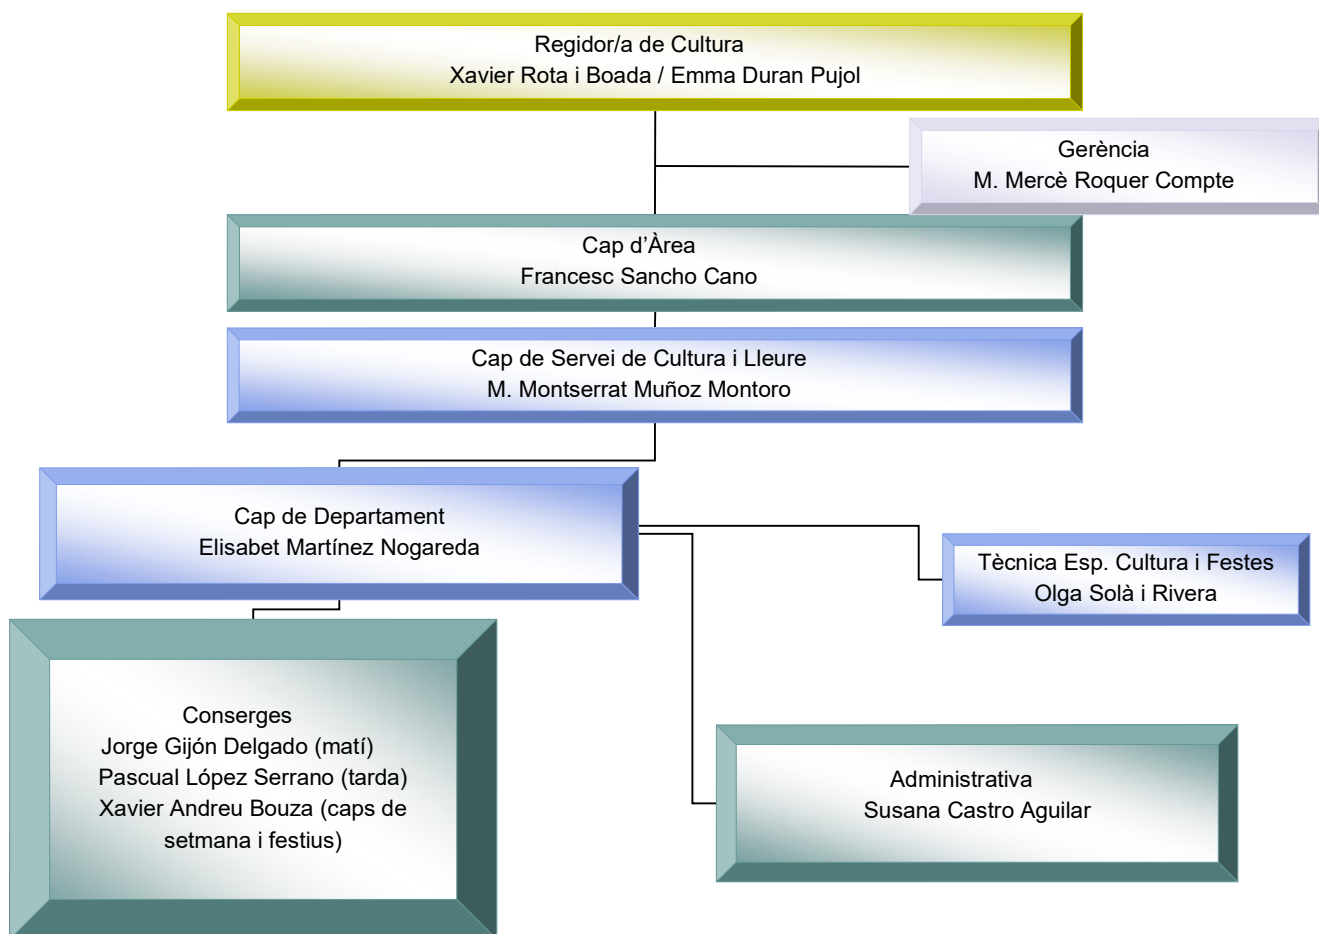 Regidor/a de Cultura
Xavier Rota i Boada / Emma Duran Pujol
Gerència
M. Mercè Roquer Compte
Cap d’Àrea
Francesc Sancho Cano
Cap de Servei de Cultura i Lleure
M. Montserrat Muñoz Montoro
Cap de Departament
Elisabet Martínez Nogareda
Tècnica Esp. Cultura i Festes
Olga Solà i Rivera
Conserges
Jorge Gijón Delgado (matí)
Pascual López Serrano (tarda)
Xavier Andreu Bouza (caps de
setmana i festius)
Administrativa
Susana Castro Aguilar